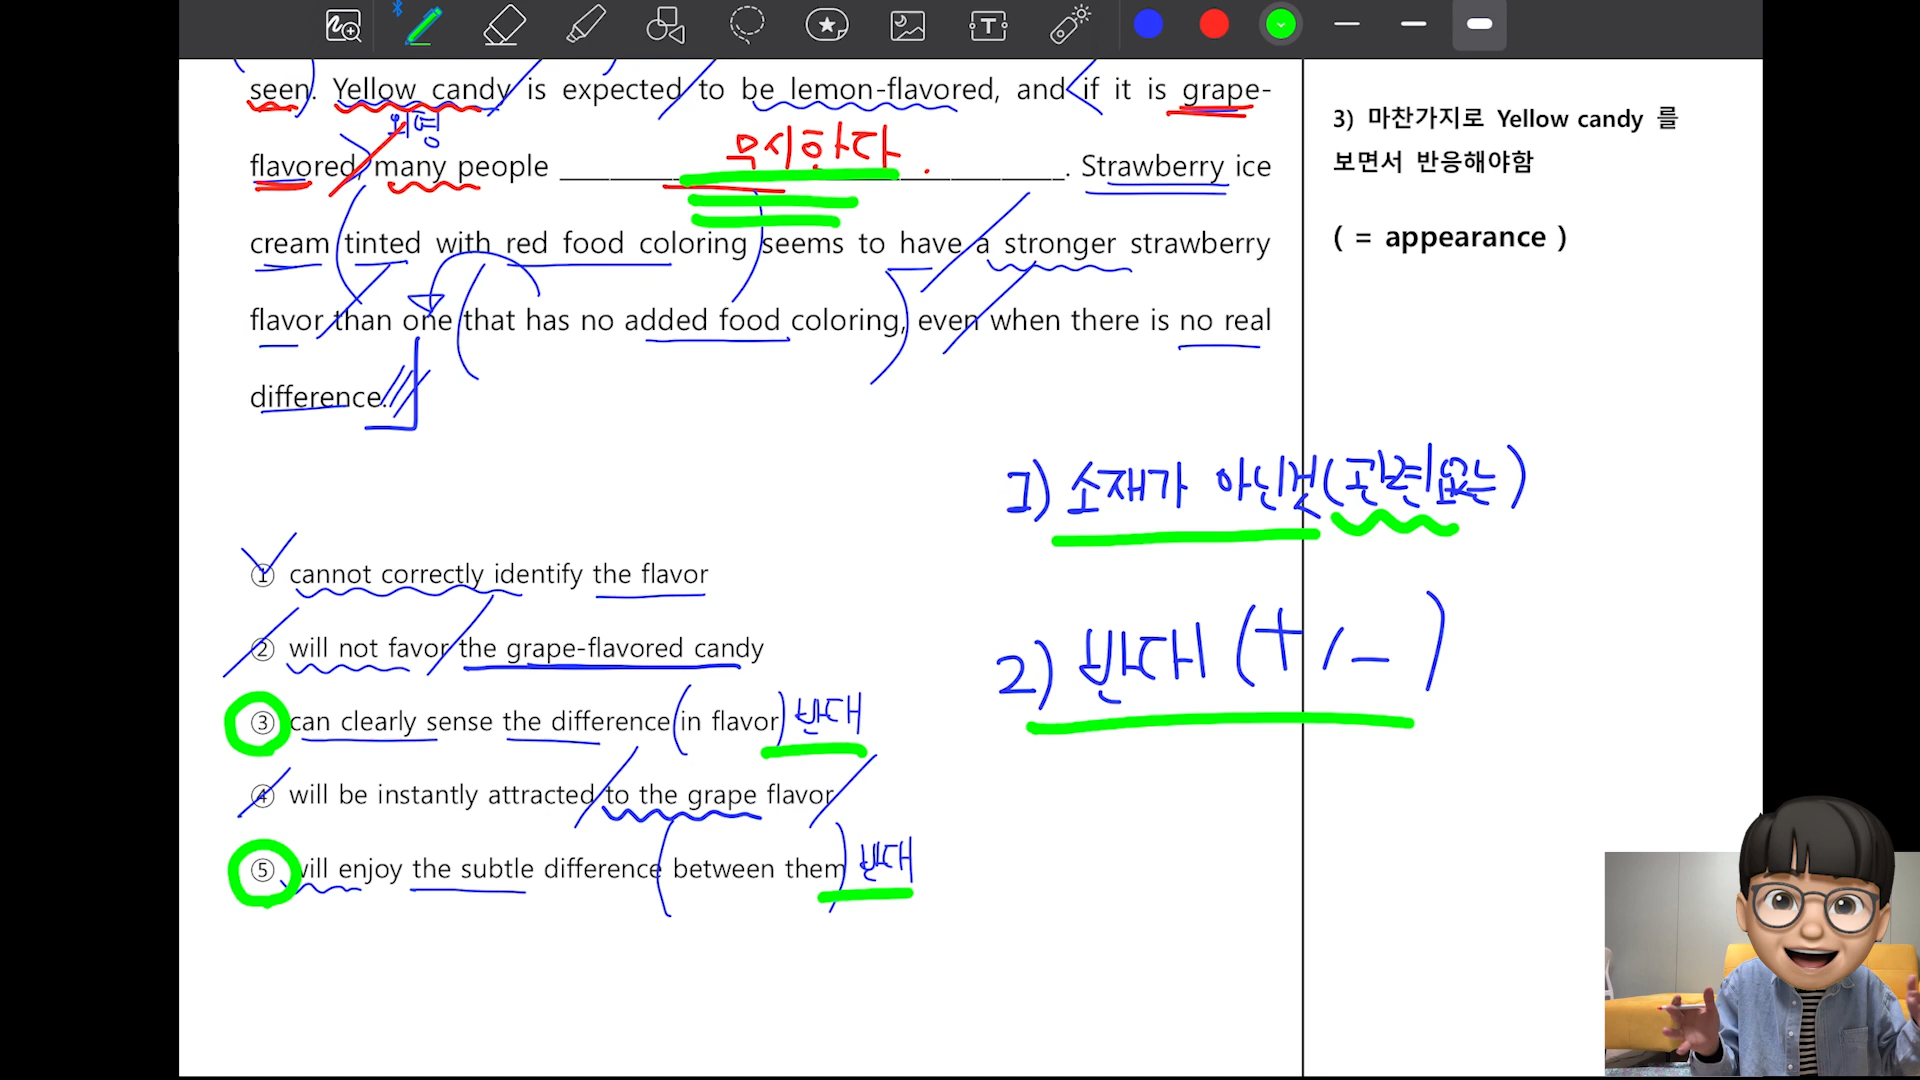 seen. Yellow candy is expected to be lemon-flavored, and if it is grape-
외형
무시하다
flavored, many people ______. Strawberry ice
cream tinted with red food coloring seems to have a stronger strawberry
flavor than one that has no added food coloring, even when there is no real
difference.
① cannot correctly identify the flavor
② will not favor the grape-flavored candy
③ can clearly sense the difference in flavor 반대
④ will be instantly attracted to the grape flavor
⑤ will enjoy the subtle difference between them 반대
3) 마찬가지로 Yellow candy 를
보면서 반응해야함
( = appearance )
1) 소재가 아닌것 (관련없는)
2) 반대 (+/-)